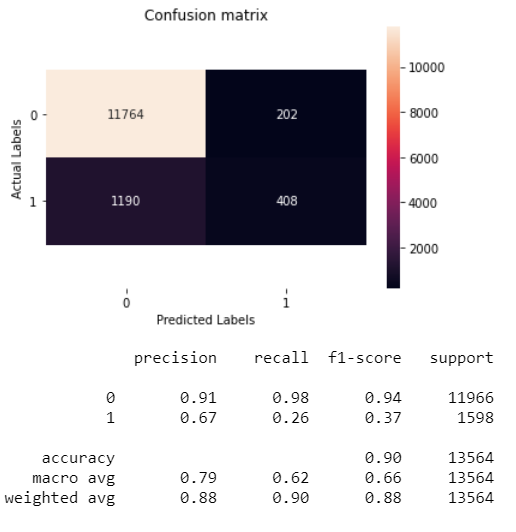 Confusion matrix
10000
8000
6000
4000
2000
Actual Labels
0
11764
202
1
1190
408
0 1
Predicted Labels
precision recall f1-score support
0 0.91 0.98 0.94 11966
1 0.67 0.26 0.37 1598
accuracy 0.90 13564
macro avg 0.79 0.62 0.66 13564
weighted avg 0.88 0.90 0.88 13564